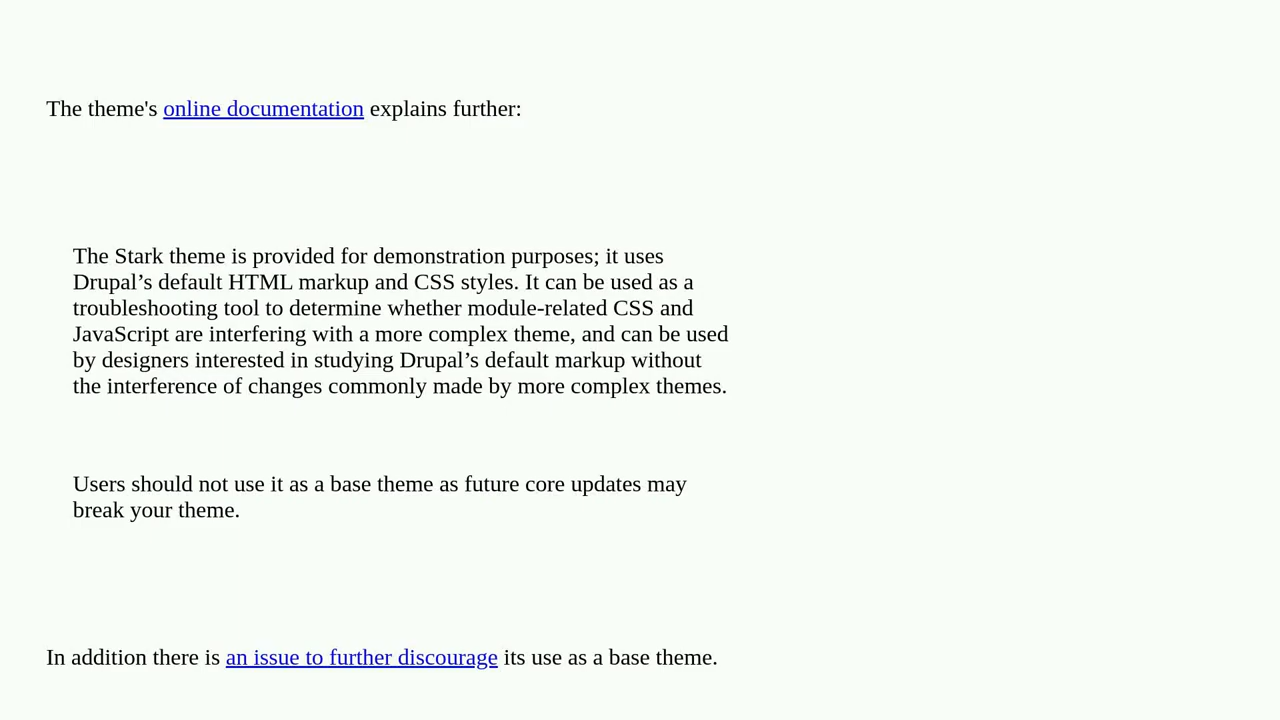 The theme's online documentation explains further:
The Stark theme is provided for demonstration purposes; it uses
Drupal’s default HTML markup and CSS styles. It can be used as a
troubleshooting tool to determine whether module-related CSS and
JavaScript are interfering with a more complex theme, and can be used
by designers interested in studying Drupal’s default markup without
the interference of changes commonly made by more complex themes.
Users should not use it as a base theme as future core updates may
break your theme.
In addition there is an issue to further discourage its use as a base theme.